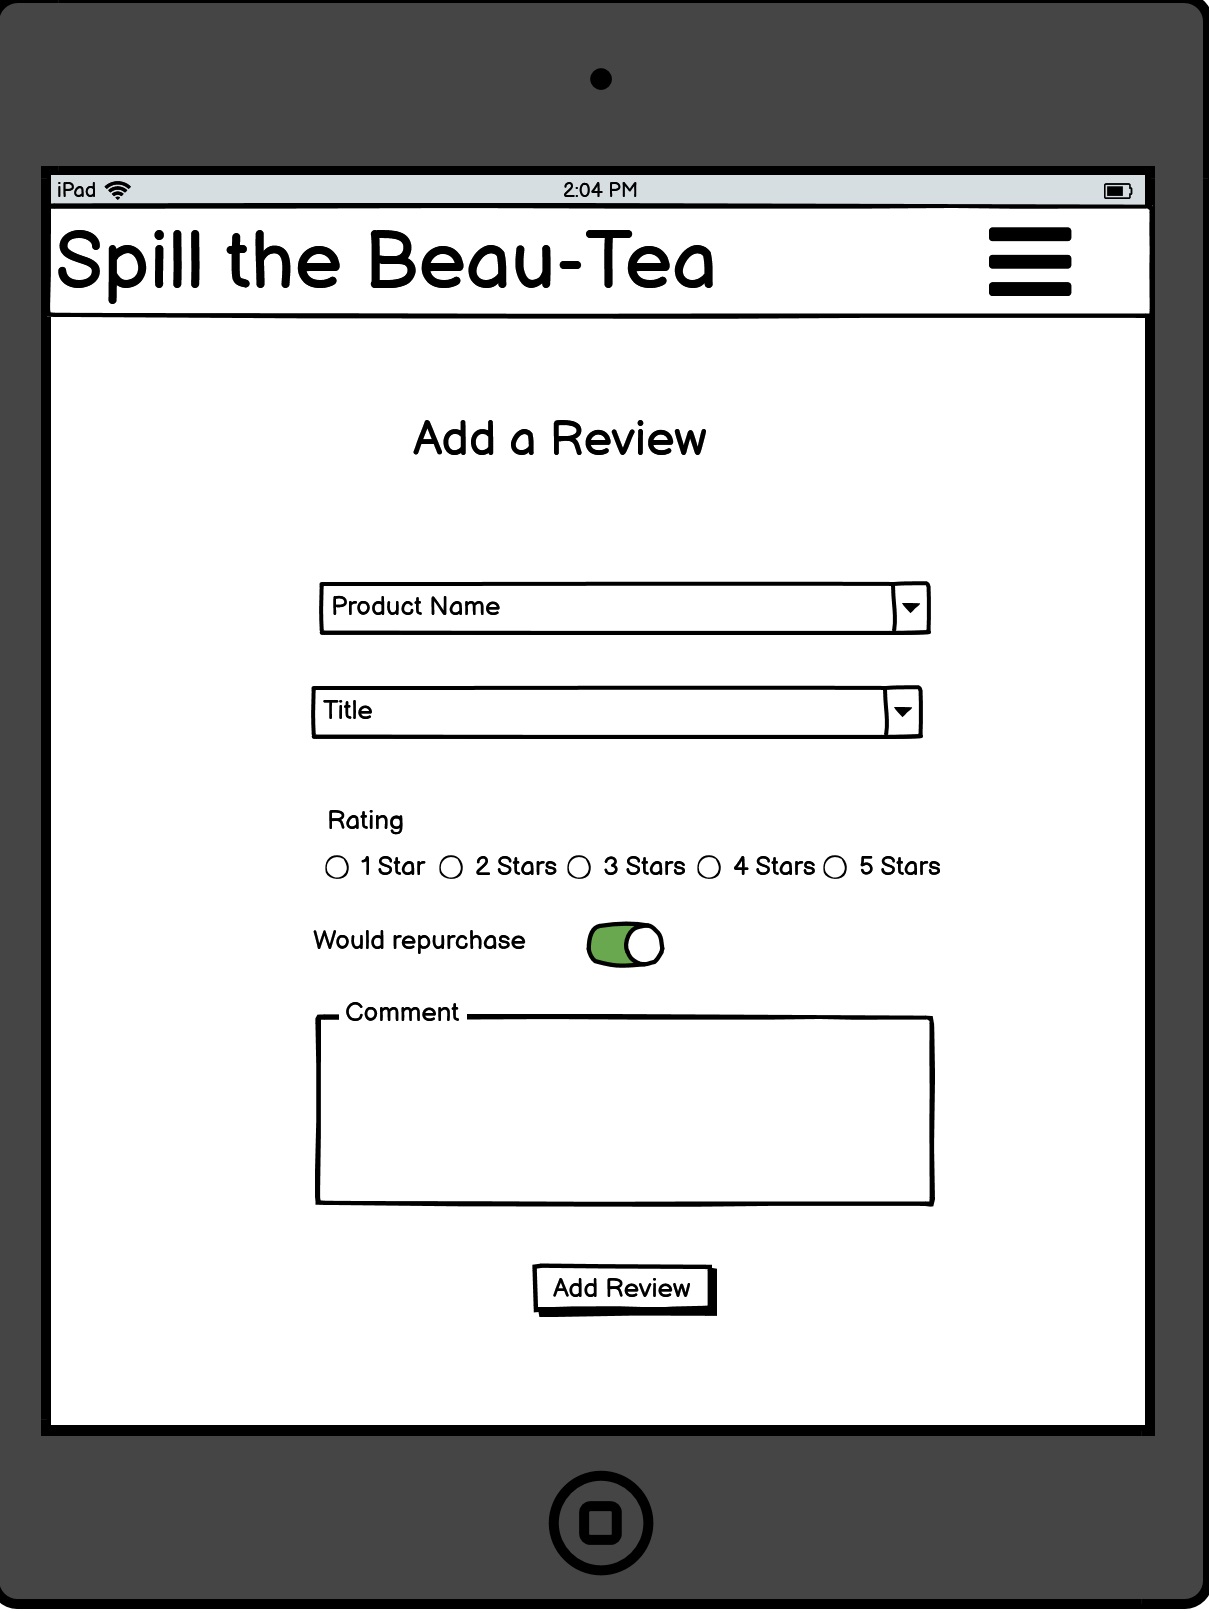 iPad 2:04 PM
Spill the Beau-Tea
Add a Review
Product Name
Title
Rating
1 Star 2 Stars 3 Stars 4 Stars 5 Stars
Would repurchase
Comment
Add Review